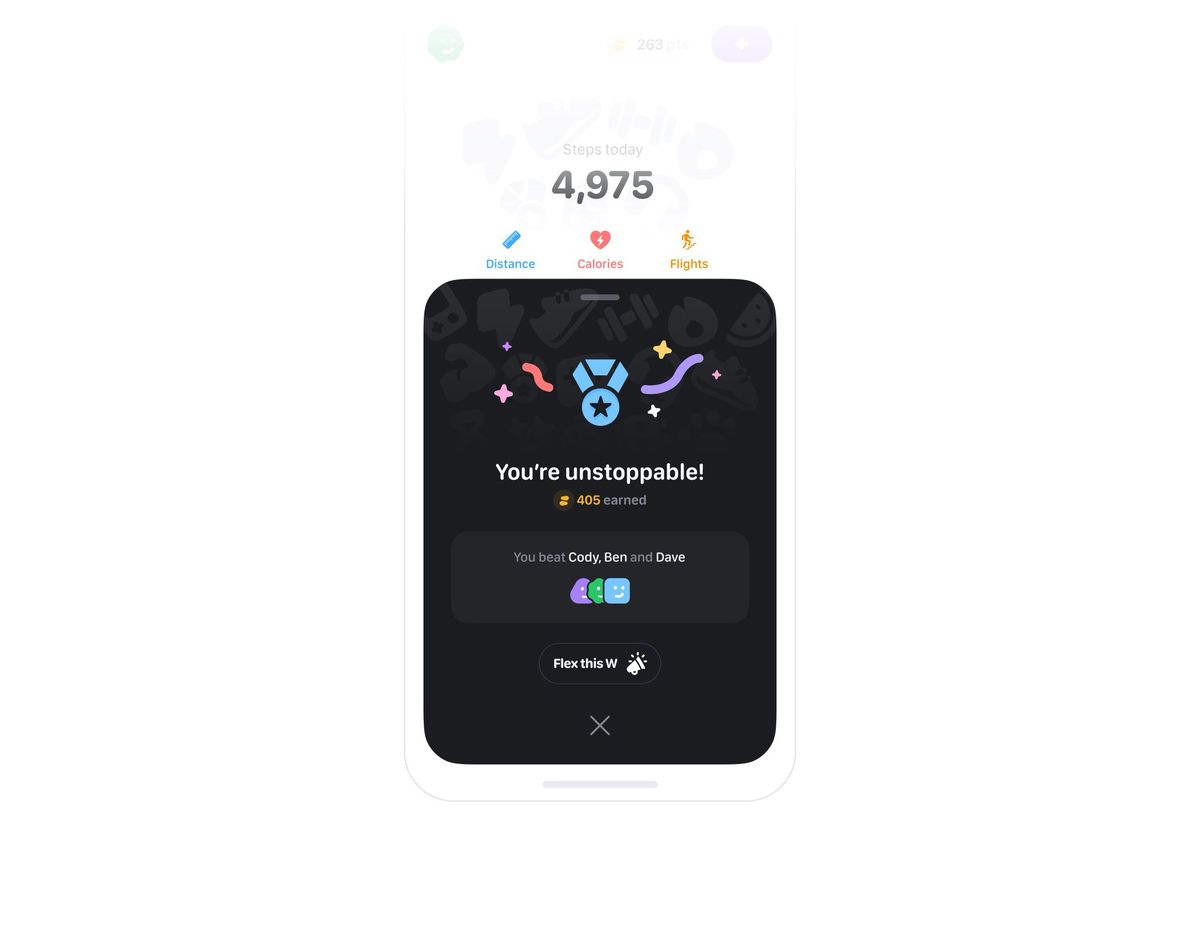 263 pts
Steps today
4,975
Distance Calories Flights
You're unstoppable!
405 earned
You beat Cody, Ben and Dave
Flex this W